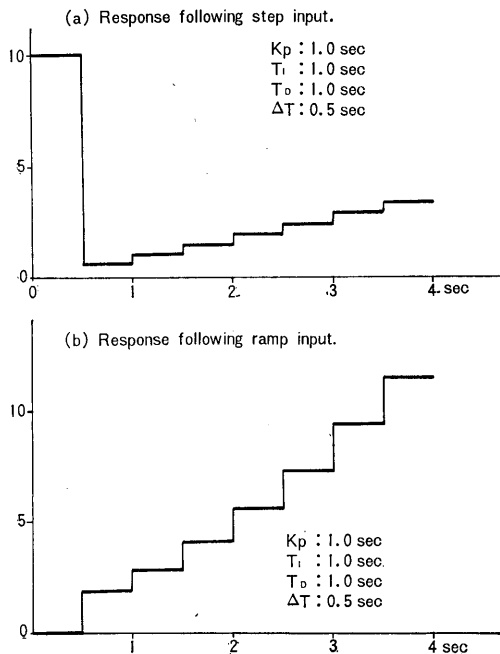 (a) Response following step input.
10
Kp : 1.0 sec
TI : 1.0 sec
TD : 1.0 sec
ΔT : 0.5 sec
5
0
0 1 2 3 4 sec
(b) Response following ramp input.
10
5
Kp : 1.0 sec
TI : 1.0 sec
TD : 1.0 sec
ΔT : 0.5 sec
0
1 2 3 4 sec